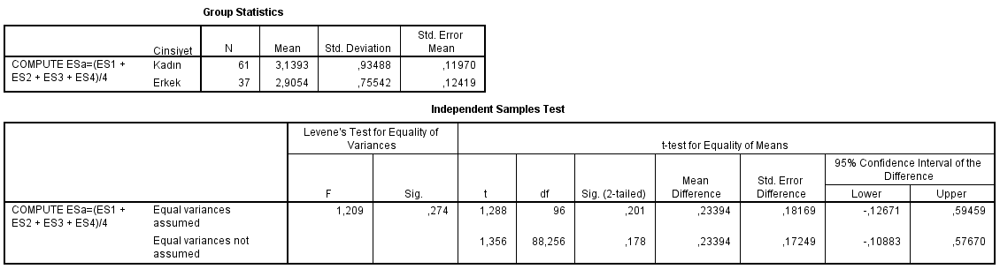 Group Statistics
Cinsiyet N Mean Std. Deviation Std. Error Mean
COMPUTE ESa=(ES1 + ES2 + ES3 + ES4)/4 Kadın 61 3,1393 ,93488 ,11970
Erkek 37 2,9054 ,75542 ,12419
Independent Samples Test
Levene's Test for Equality of Variances t-test for Equality of Means
95% Confidence Interval of the Difference
F Sig. t df Sig. (2-tailed) Mean Difference Std. Error Difference Lower Upper
COMPUTE ESa=(ES1 + ES2 + ES3 + ES4)/4 Equal variances assumed 1,209 ,274 1,288 96 ,201 ,23394 ,18169 -,12671 ,59459
Equal variances not assumed 1,356 88,256 ,178 ,23394 ,17249 -,10883 ,57670